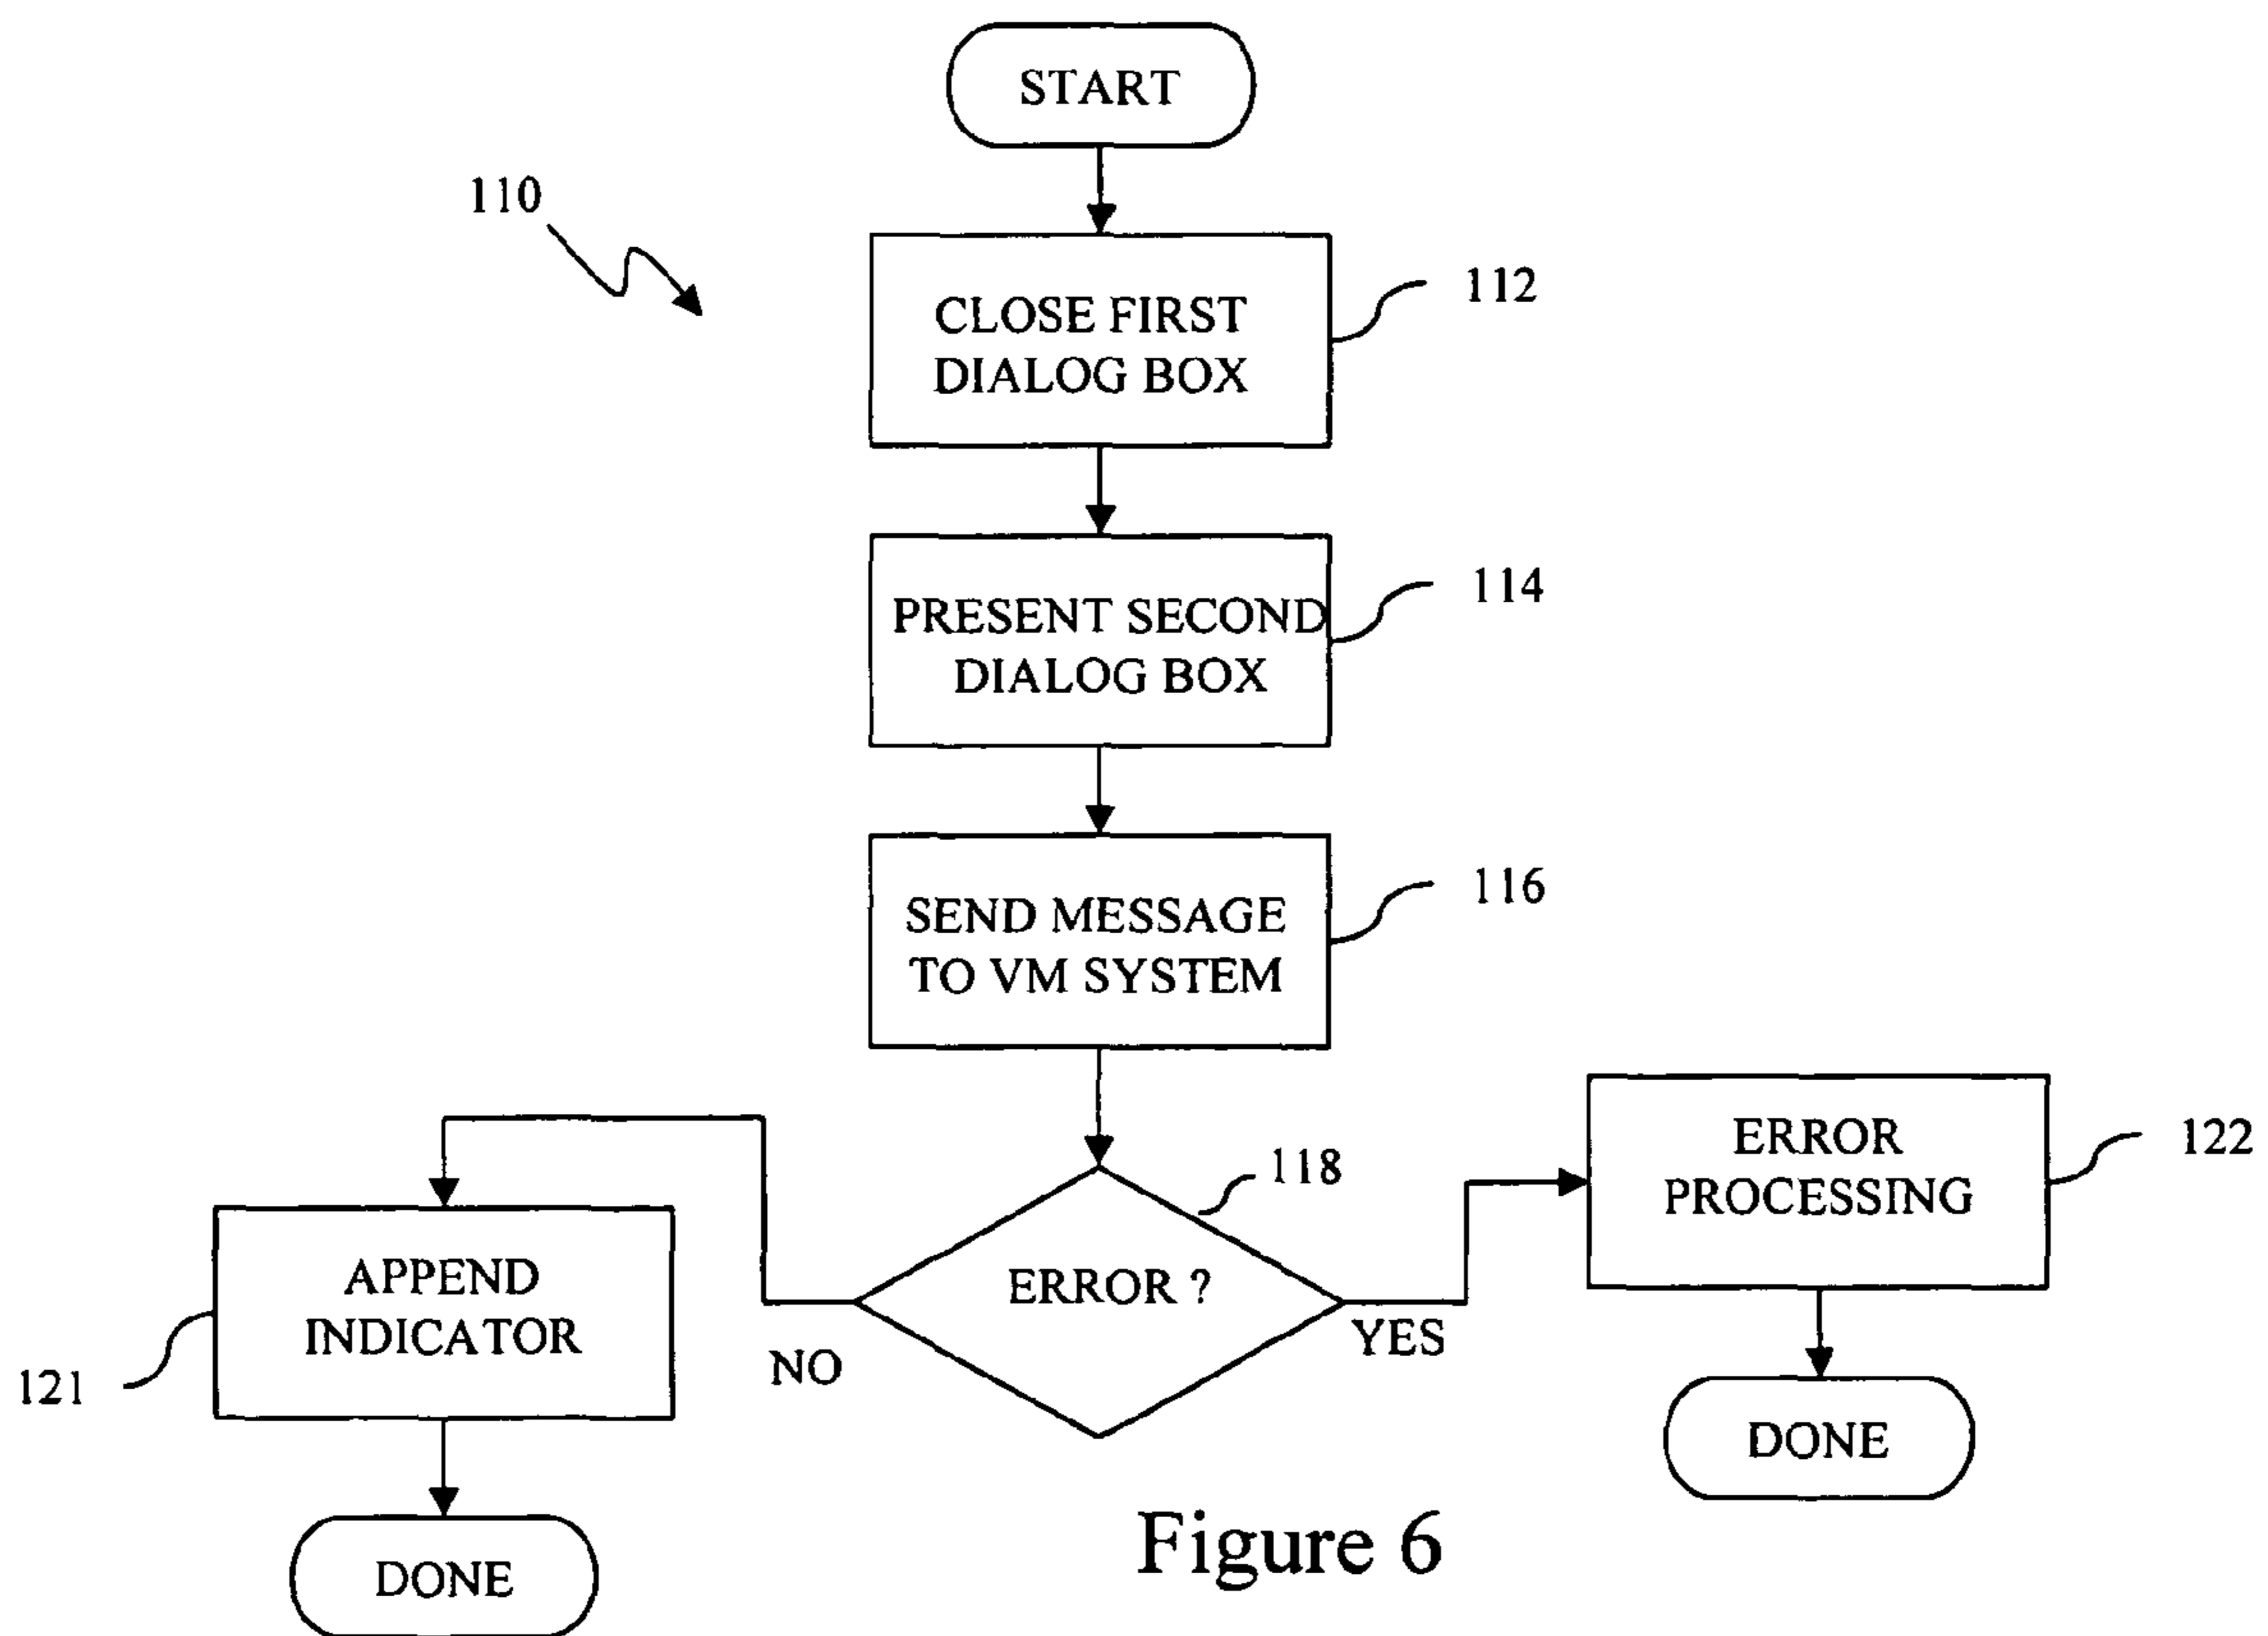 START
110
CLOSE FIRST
DIALOG BOX
112
PRESENT SECOND
DIALOG BOX
114
SEND MESSAGE
TO VM SYSTEM
116
ERROR ?
118
NO
YES
APPEND
INDICATOR
121
DONE
ERROR
PROCESSING
122
DONE
Figure 6